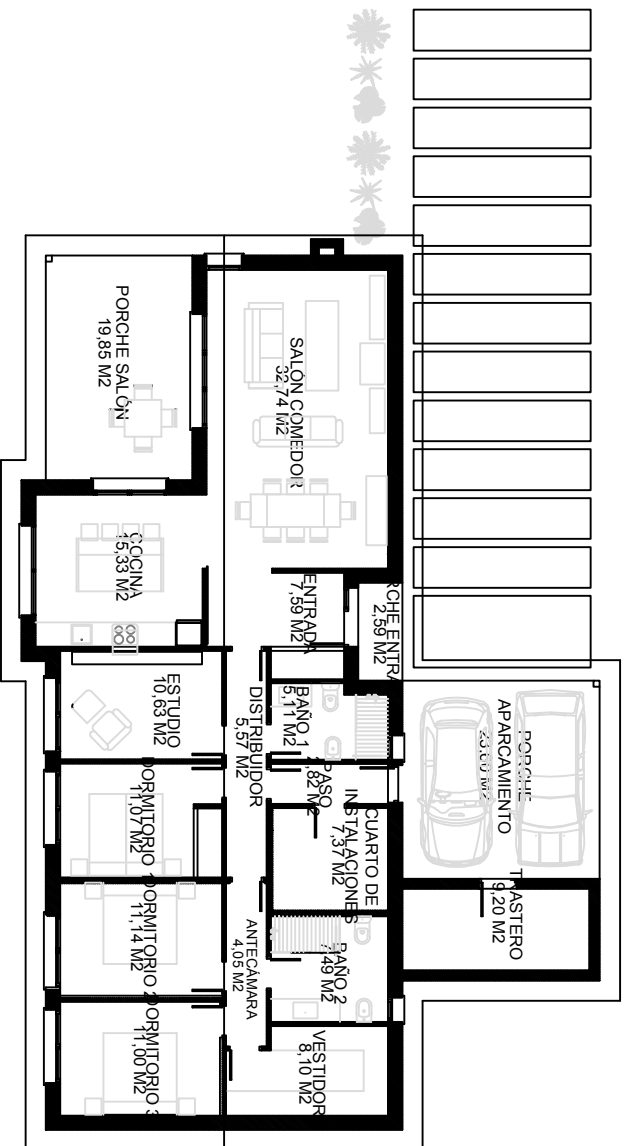 PORCHE SALÓN
19,85 M2
SALÓN COMEDOR
32,74 M2
COCINA
15,33 M2
ENTRADA
7,59 M2
RCHE ENTRA
2,59 M2
ESTUDIO
10,63 M2
DISTRIBUIDOR
5,57 M2
BAÑO 1
5,11 M2
PASO
2,82 M2
CUARTO DE
INSTALACIONES
7,37 M2
PORCHE
APARCAMIENTO
TRASTERO
9,20 M2
DORMITORIO 1
11,07 M2
DORMITORIO 2
11,14 M2
DORMITORIO 3
11,00 M2
ANTECÁMARA
4,05 M2
BAÑO 2
7,49 M2
VESTIDOR
8,10 M2